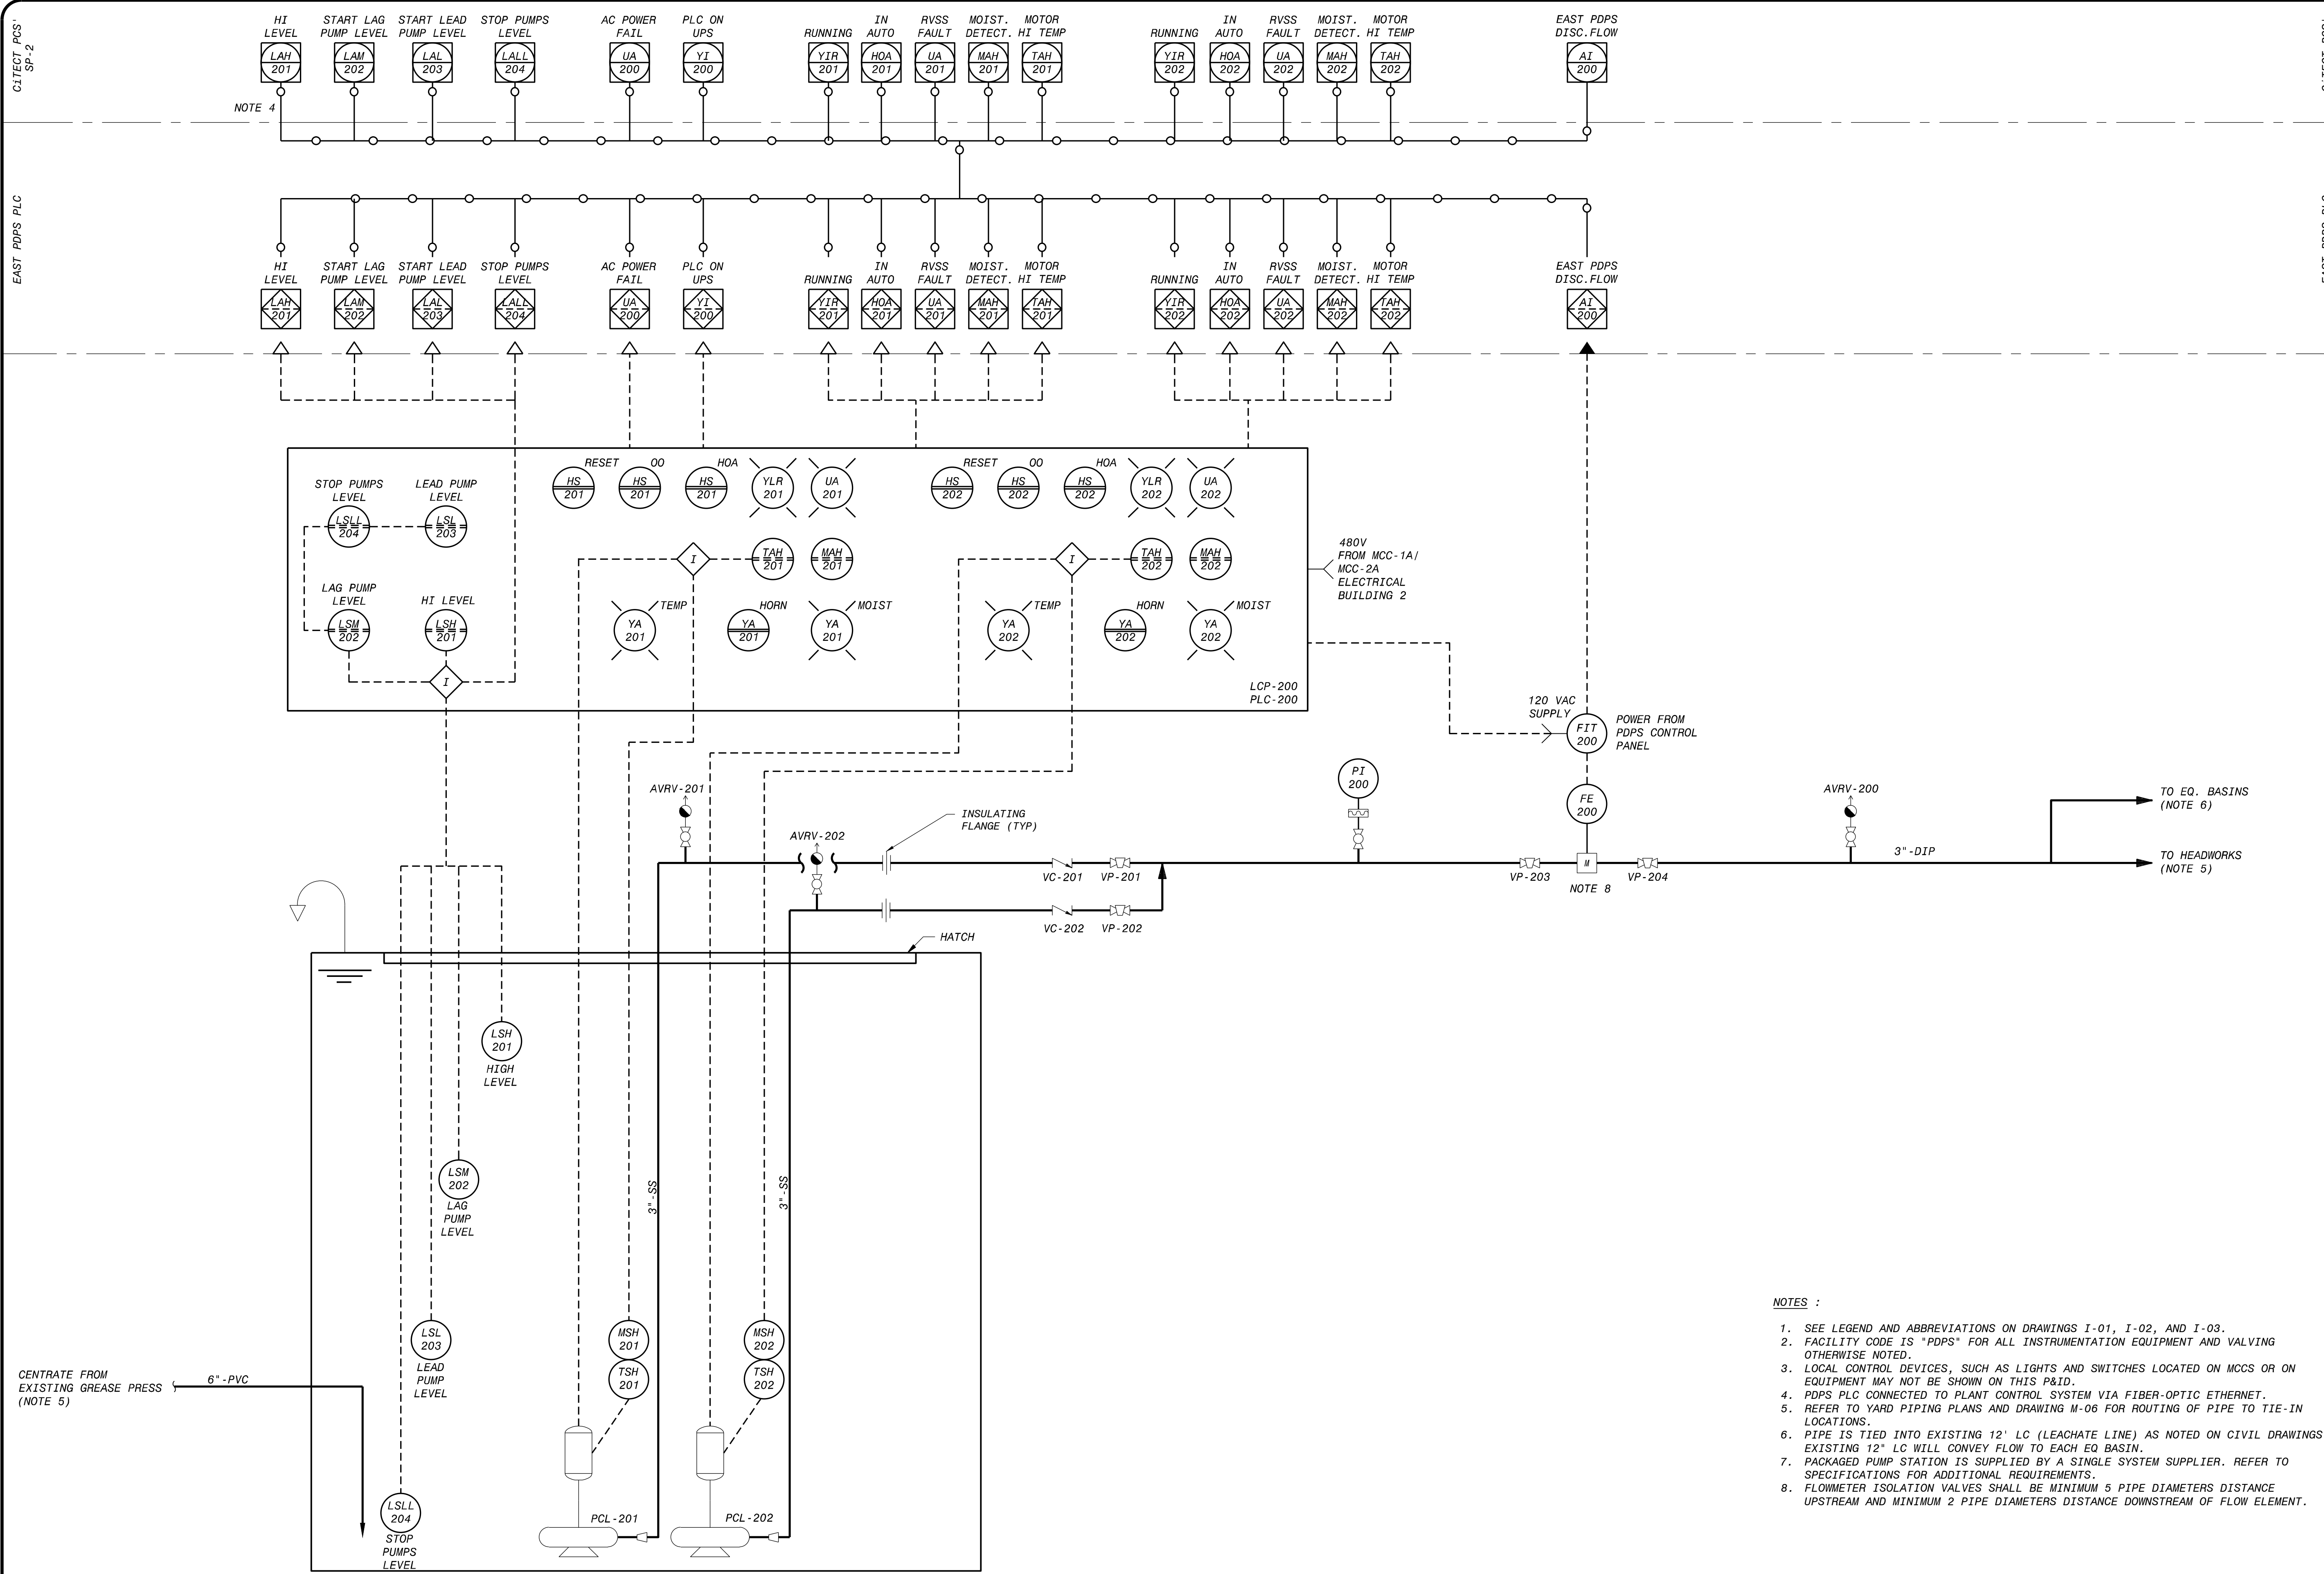 CiTECT PCS'
SP-2
HI
LEVEL
START LAG
PUMP LEVEL
START LEAD
PUMP LEVEL
STOP PUMPS
LEVEL
AC POWER
FAIL
PLC ON
UPS
RUNNING
IN
AUTO
RVSS
FAULT
MOIST.
DETECT.
MOTOR
HI TEMP
RUNNING
IN
AUTO
RVSS
FAULT
MOIST.
DETECT.
MOTOR
HI TEMP
EAST PDPS
DISC.FLOW
LAH
201
LAM
202
LAL
203
LALL
204
UA
200
YI
200
YIR
201
HOA
201
UA
201
MAH
201
TAH
201
YIR
202
HOA
202
UA
202
MAH
202
TAH
202
AI
200
NOTE 4
EAST PDPS PLC
HI
LEVEL
START LAG
PUMP LEVEL
START LEAD
PUMP LEVEL
STOP PUMPS
LEVEL
AC POWER
FAIL
PLC ON
UPS
RUNNING
IN
AUTO
RVSS
FAULT
MOIST.
DETECT.
MOTOR
HI TEMP
RUNNING
IN
AUTO
RVSS
FAULT
MOIST.
DETECT.
MOTOR
HI TEMP
EAST PDPS
DISC.FLOW
LAH
201
LAM
202
LAL
203
LALL
204
UA
200
YI
200
YIR
201
HOA
201
UA
201
MAH
201
TAH
201
YIR
202
HOA
202
UA
202
MAH
202
TAH
202
AI
200
STOP PUMPS
LEVEL
LSLL
204
LEAD PUMP
LEVEL
LSL
203
LAG PUMP
LEVEL
LSM
202
HI LEVEL
LSH
201
I
RESET
HS
201
OO
HS
201
HOA
HS
201
YLR
201
UA
201
I
TAH
201
MAH
201
TEMP
YA
201
HORN
YA
201
MOIST
YA
201
RESET
HS
202
OO
HS
202
HOA
HS
202
YLR
202
UA
202
I
TAH
202
MAH
202
TEMP
YA
202
HORN
YA
202
MOIST
YA
202
LCP-200
PLC-200
480V
FROM MCC-1A/
MCC-2A
ELECTRICAL
BUILDING 2
120 VAC
SUPPLY
FIT
200
POWER FROM
PDPS CONTROL
PANEL
FE
200
PI
200
AVRV-201
AVRV-202
INSULATING
FLANGE (TYP)
AVRV-200
TO EQ. BASINS
(NOTE 6)
VC-201
VP-201
VP-203
M
VP-204
3"-DIP
TO HEADWORKS
(NOTE 5)
NOTE 8
VC-202
VP-202
HATCH
LSH
201
HIGH
LEVEL
LSM
202
LAG
PUMP
LEVEL
3"-SS
3"-SS
LSL
203
LEAD
PUMP
LEVEL
MSH
201
TSH
201
MSH
202
TSH
202
CENTRATE FROM
EXISTING GREASE PRESS
(NOTE 5)
6"-PVC
LSLL
204
STOP
PUMPS
LEVEL
PCL-201
PCL-202
NOTES :
1. SEE LEGEND AND ABBREVIATIONS ON DRAWINGS I-01, I-02, AND I-03.
2. FACILITY CODE IS "PDPS" FOR ALL INSTRUMENTATION EQUIPMENT AND VALVING
OTHERWISE NOTED.
3. LOCAL CONTROL DEVICES, SUCH AS LIGHTS AND SWITCHES LOCATED ON MCCS OR ON
EQUIPMENT MAY NOT BE SHOWN ON THIS P&ID.
4. PDPS PLC CONNECTED TO PLANT CONTROL SYSTEM VIA FIBER-OPTIC ETHERNET.
5. REFER TO YARD PIPING PLANS AND DRAWING M-06 FOR ROUTING OF PIPE TO TIE-IN
LOCATIONS.
6. PIPE IS TIED INTO EXISTING 12' LC (LEACHATE LINE) AS NOTED ON CIVIL DRAWINGS
EXISTING 12" LC WILL CONVEY FLOW TO EACH EQ BASIN.
7. PACKAGED PUMP STATION IS SUPPLIED BY A SINGLE SYSTEM SUPPLIER. REFER TO
SPECIFICATIONS FOR ADDITIONAL REQUIREMENTS.
8. FLOWMETER ISOLATION VALVES SHALL BE MINIMUM 5 PIPE DIAMETERS DISTANCE
UPSTREAM AND MINIMUM 2 PIPE DIAMETERS DISTANCE DOWNSTREAM OF FLOW ELEMENT.